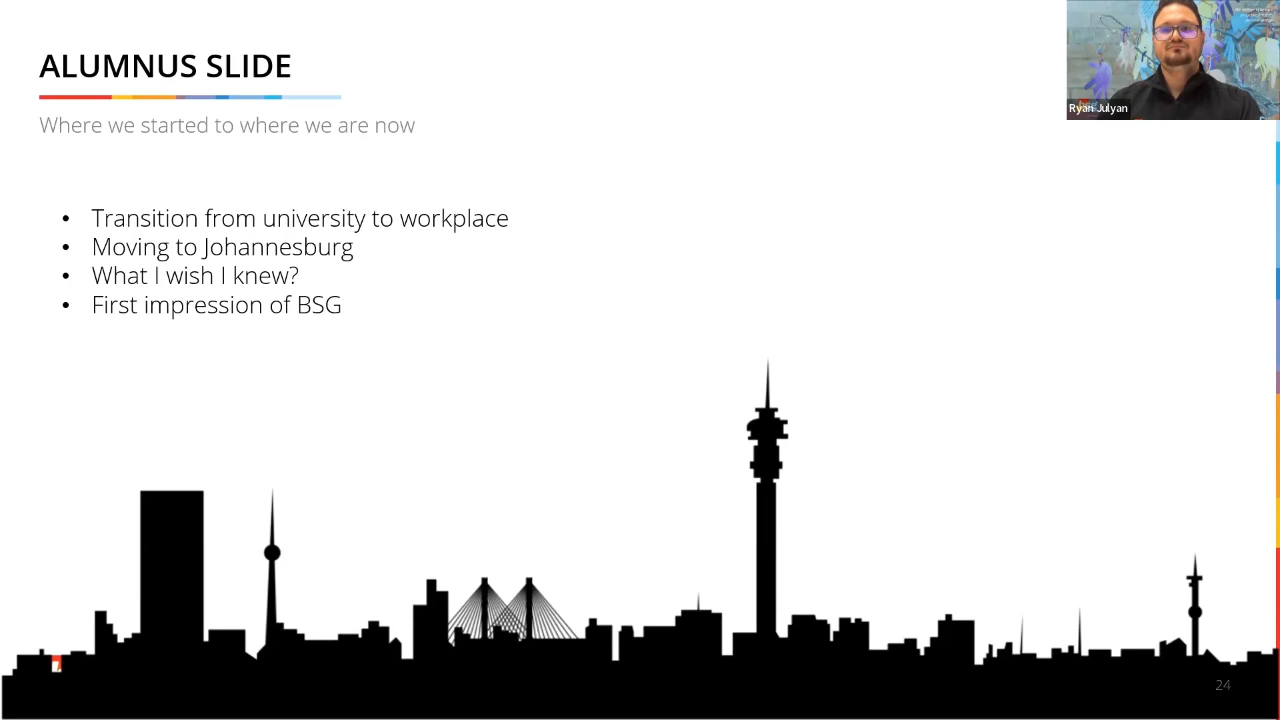 ALUMNUS SLIDE
Where we started to where we are now
• Transition from university to workplace
• Moving to Johannesburg
• What I wish I knew?
• First impression of BSG
Ryan Julyan
24